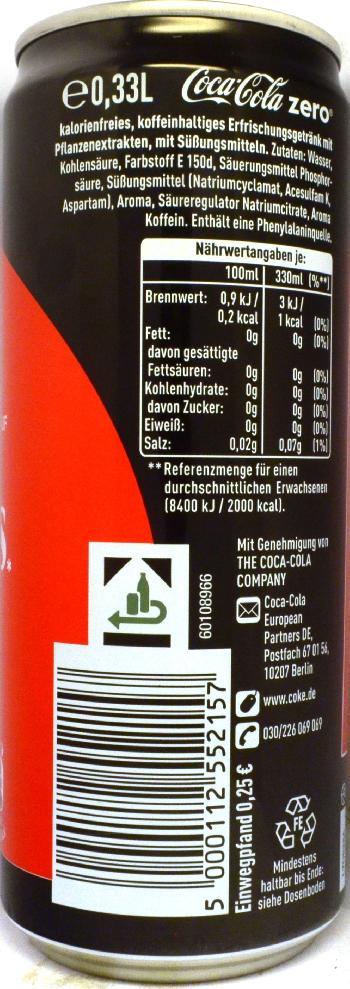 e0,33L Coca-Cola zero®
kalorienfreies, koffeinhaltiges Erfrischungsgetränk mit
Pflanzenextrakten, mit Süßungsmitteln. Zutaten: Wasser,
Kohlensäure, Farbstoff E 150d, Säuerungsmittel Phosphor-
säure, Süßungsmittel (Natriumcyclamat, Acesulfam K,
Aspartam), Aroma, Säureregulator Natriumcitrate, Aroma
Koffein. Enthält eine Phenylalaninquelle.
Nährwertangaben je:
100ml 330ml (%**)
Brennwert: 0,9 kJ / 3 kJ /
0,2 kcal 1 kcal (0%)
Fett: 0g 0g (0%)
davon gesättigte
Fettsäuren: 0g 0g (0%)
Kohlenhydrate: 0g 0g (0%)
davon Zucker: 0g 0g (0%)
Eiweiß: 0g 0g (0%)
Salz: 0,02g 0,07g (1%)
**Referenzmenge für einen
durchschnittlichen Erwachsenen
(8400 kJ / 2000 kcal).
Mit Genehmigung von
THE COCA-COLA
COMPANY
Coca-Cola
European
Partners DE,
Postfach 67 01 56,
10207 Berlin
www.coke.de
030/226 069 069
60108966
5 000112 552157
Einwegpfand 0,25 €
FE
Mindestens
haltbar bis Ende:
siehe Dosenboden